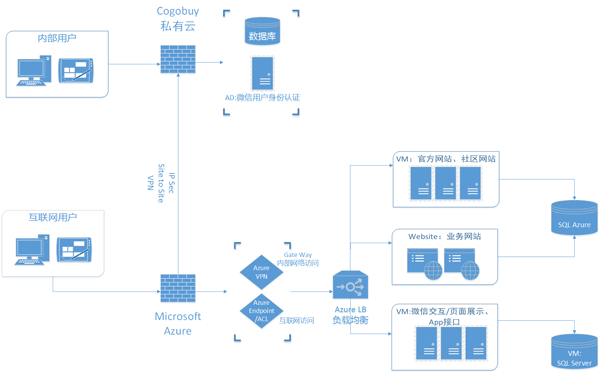 Cogobuy
私有云
内部用户
数据库
AD:微信用户身份认证
IP Sec
Site to Site
VPN
VM：官方网站、社区网站
互联网用户
SQL Azure
Website：业务网站
Gate Way
内部网络访问
Azure
VPN
Azure
Endpoint
/ACL
互联网访问
Microsoft
Azure
Azure LB
负载均衡
VM:微信交互/页面展示、
App接口
VM:
SQL Server